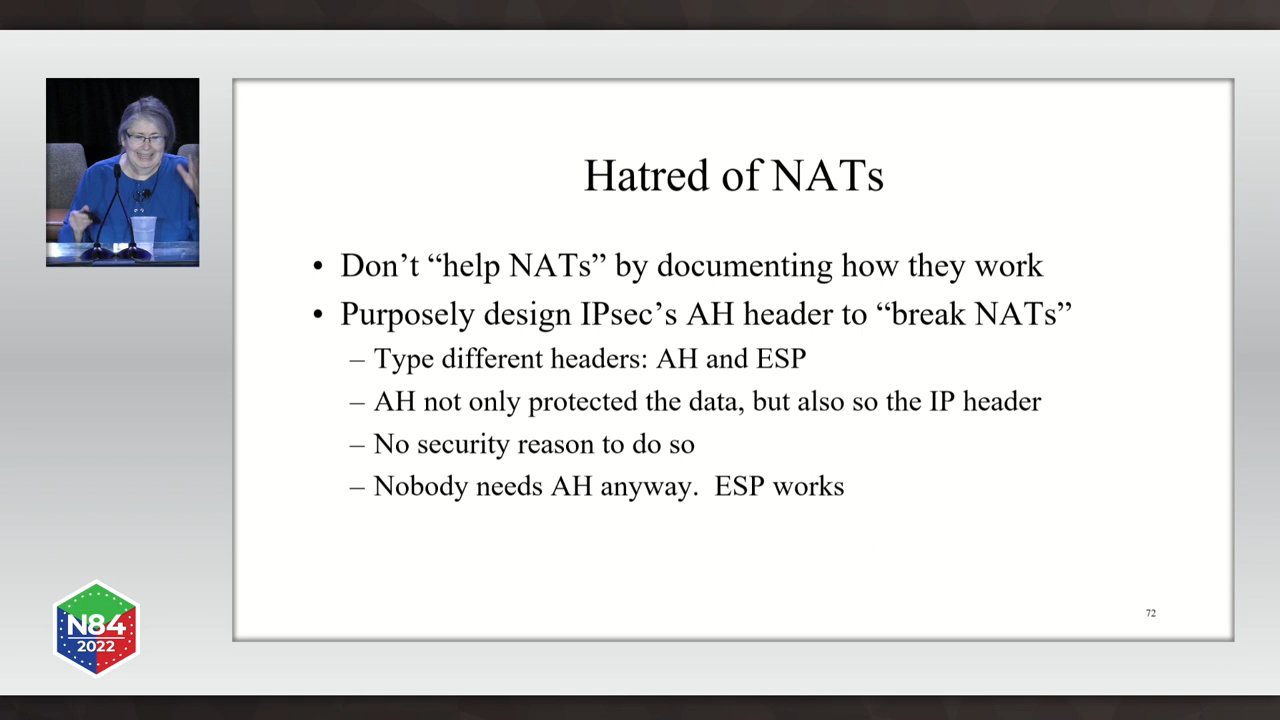 Hatred of NATs
• Don’t “help NATs” by documenting how they work
• Purposely design IPsec’s AH header to “break NATs”
– Type different headers: AH and ESP
– AH not only protected the data, but also so the IP header
– No security reason to do so
– Nobody needs AH anyway.  ESP works
72
N84
2022